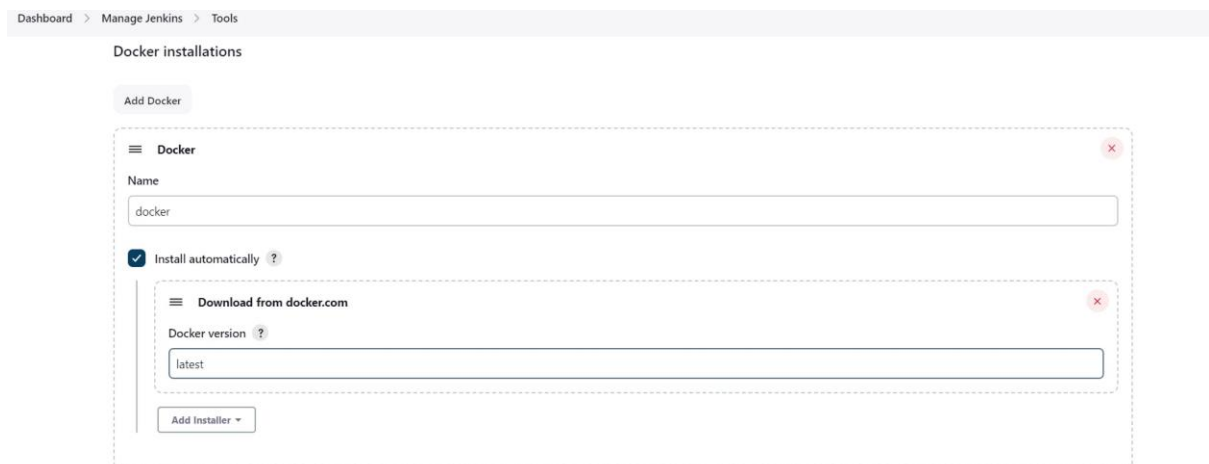 Dashboard > Manage Jenkins > Tools
Docker installations
Add Docker
Docker
Name
docker
Install automatically ?
Download from docker.com
Docker version ?
latest
Add Installer